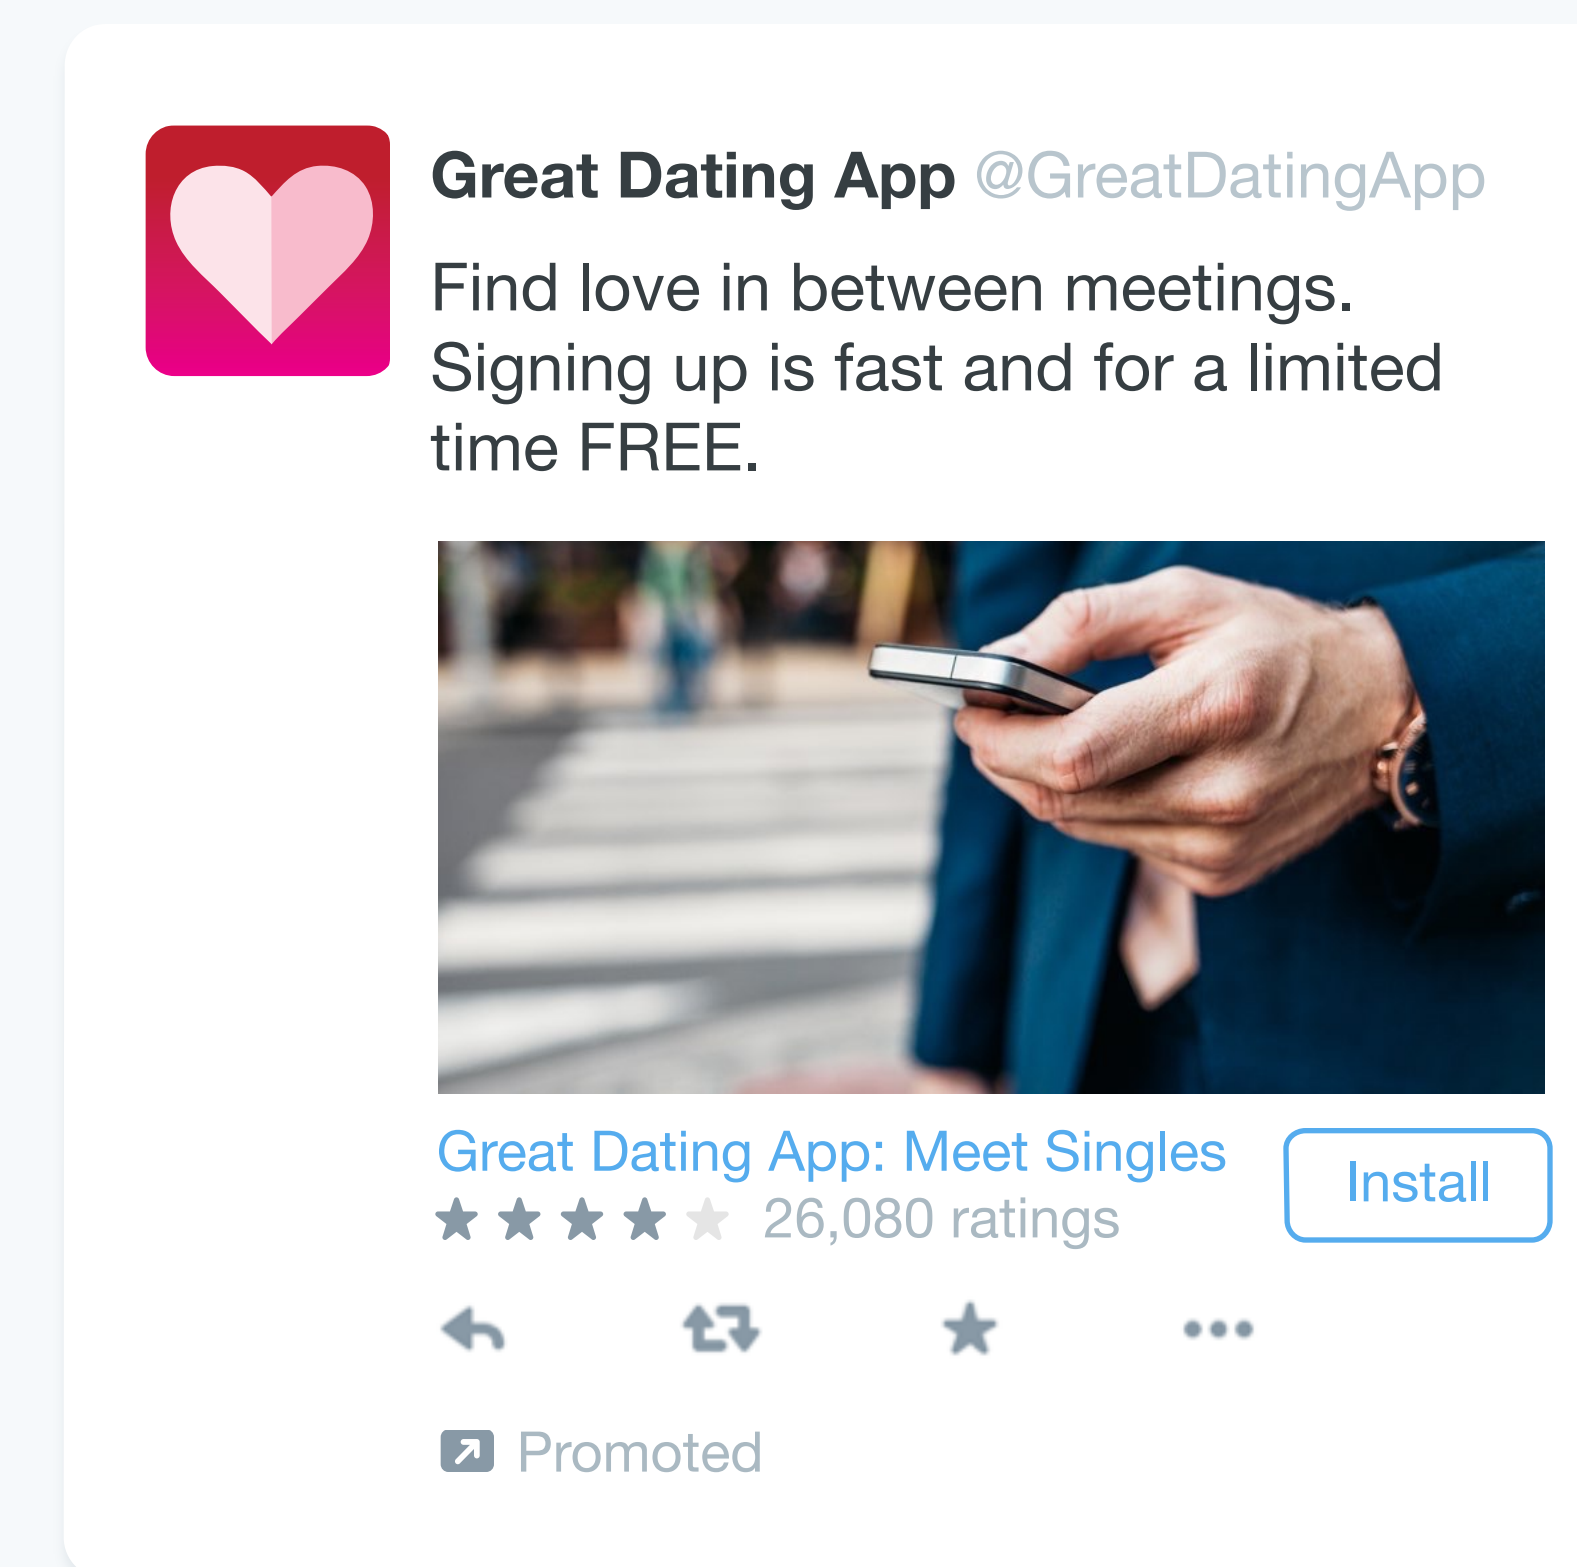 Great Dating App @GreatDatingApp
Find love in between meetings.
Signing up is fast and for a limited
time FREE.
Great Dating App: Meet Singles
Install
26,080 ratings
Promoted